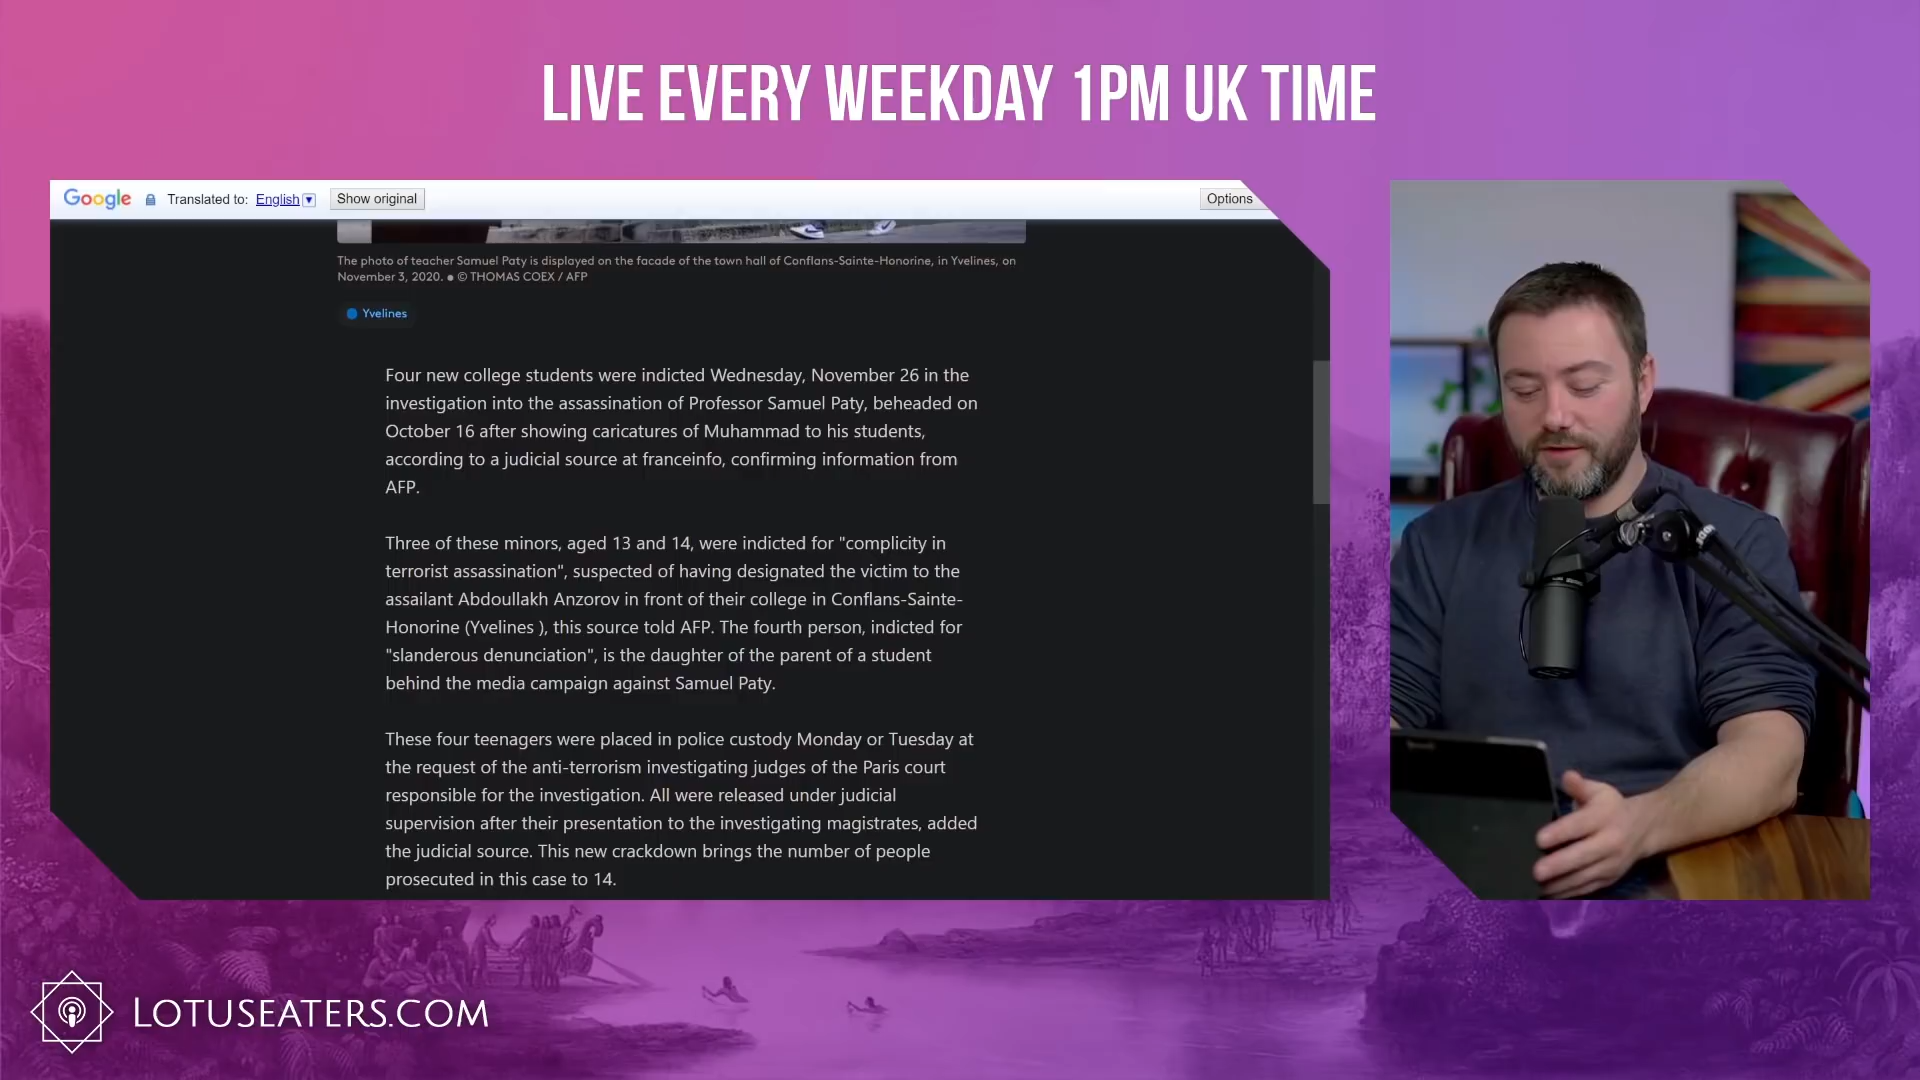 LIVE EVERY WEEKDAY 1PM UK TIME
Google Translated to: English Show original Options
The photo of teacher Samuel Paty is displayed on the facade of the town hall of Conflans-Sainte-Honorine, in Yvelines, on
November 3, 2020. ● © THOMAS COEX / AFP
Yvelines
Four new college students were indicted Wednesday, November 26 in the
investigation into the assassination of Professor Samuel Paty, beheaded on
October 16 after showing caricatures of Muhammad to his students,
according to a judicial source at franceinfo, confirming information from
AFP.
Three of these minors, aged 13 and 14, were indicted for "complicity in
terrorist assassination", suspected of having designated the victim to the
assailant Abdoullakh Anzorov in front of their college in Conflans-Sainte-
Honorine (Yvelines ), this source told AFP. The fourth person, indicted for
"slanderous denunciation", is the daughter of the parent of a student
behind the media campaign against Samuel Paty.
These four teenagers were placed in police custody Monday or Tuesday at
the request of the anti-terrorism investigating judges of the Paris court
responsible for the investigation. All were released under judicial
supervision after their presentation to the investigating magistrates, added
the judicial source. This new crackdown brings the number of people
prosecuted in this case to 14.
LOTUSEATERS.COM